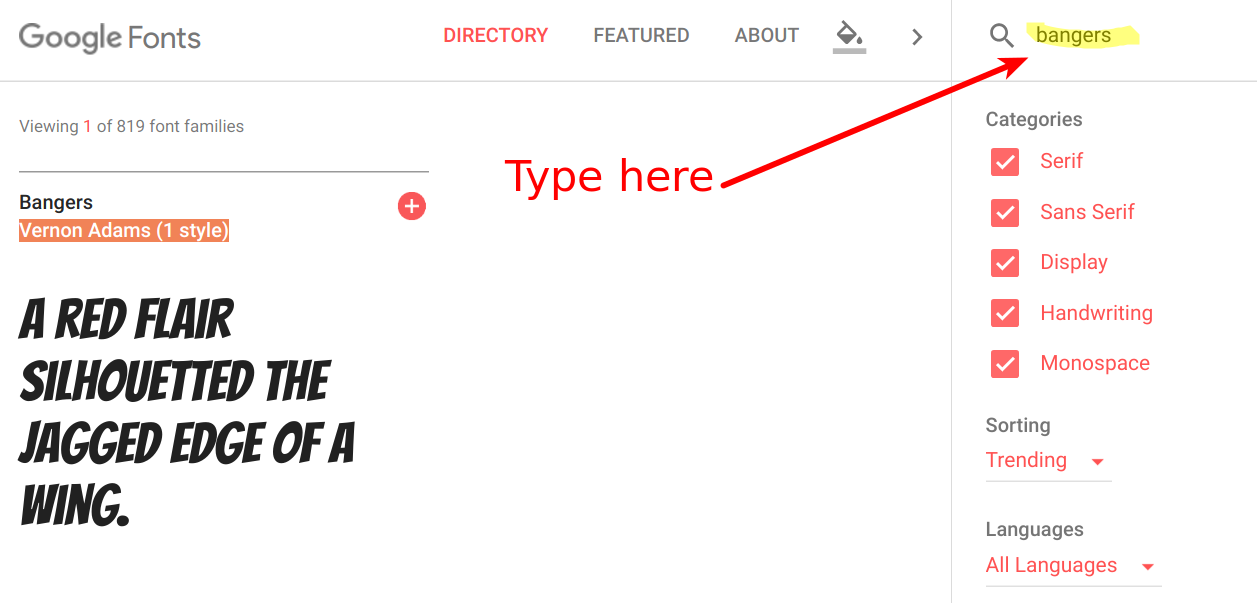 Google Fonts
DIRECTORY FEATURED ABOUT
bangers
Viewing 1 of 819 font families
Type here
Bangers
Vernon Adams (1 style)
A RED FLAIR
SILHOUETTED THE
JAGGED EDGE OF A
WING.
Categories
Serif
Sans Serif
Display
Handwriting
Monospace
Sorting
Trending
Languages
All Languages